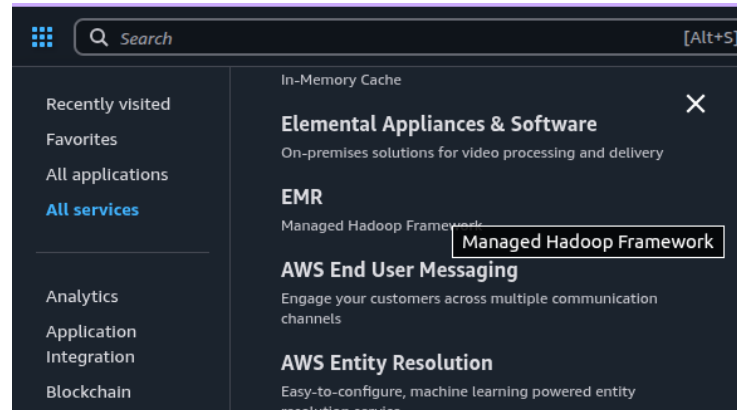 Search
[Alt+S]
Recently visited
Favorites
All applications
All services
Analytics
Application
Integration
Blockchain
In-Memory Cache
Elemental Appliances & Software
On-premises solutions for video processing and delivery
EMR
Managed Hadoop Framework
Managed Hadoop Framework
AWS End User Messaging
Engage your customers across multiple communication
channels
AWS Entity Resolution
Easy-to-configure, machine learning powered entity
resolution service